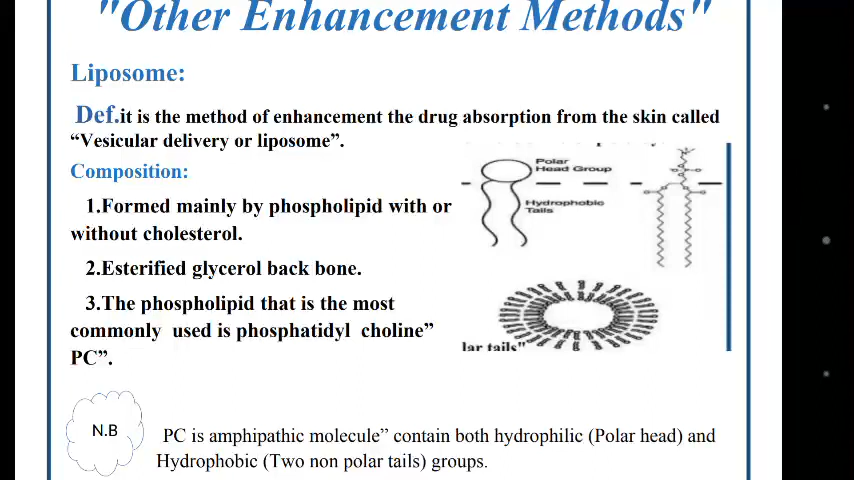 "Other Enhancement Methods"
Liposome:
Def.it is the method of enhancement the drug absorption from the skin called
“Vesicular delivery or liposome”.
Composition:
1.Formed mainly by phospholipid with or
without cholesterol.
2.Esterified glycerol back bone.
3.The phospholipid that is the most
commonly used is phosphatidyl choline”
PC”.
Polar
Head Group
Hydrophobic
Tails
lar tails"
N.B
PC is amphipathic molecule” contain both hydrophilic (Polar head) and
Hydrophobic (Two non polar tails) groups.